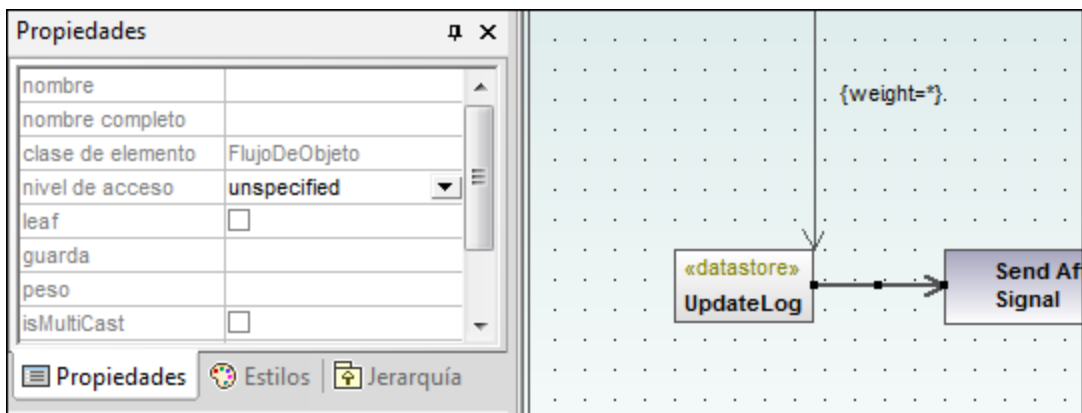 Propiedades
nombre
nombre completo
clase de elemento FlujoDeObjeto
nivel de acceso unspecified
leaf
guarda
peso
isMultiCast
Propiedades Estilos Jerarquía
{weight=*}
«datastore»
UpdateLog
Send Af
Signal